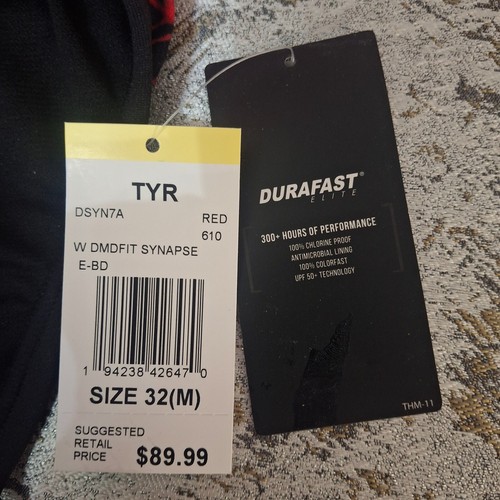 TYR
DSYN7A RED
610
W DMDFIT SYNAPSE
E-BD
1 94238 42647 0
SIZE 32(M)
SUGGESTED
RETAIL
PRICE $89.99
DURAFAST®
ELITE
300+ HOURS OF PERFORMANCE
100% CHLORINE PROOF
ANTIMICROBIAL LINING
100% COLORFAST
UPF 50+ TECHNOLOGY
THM-11